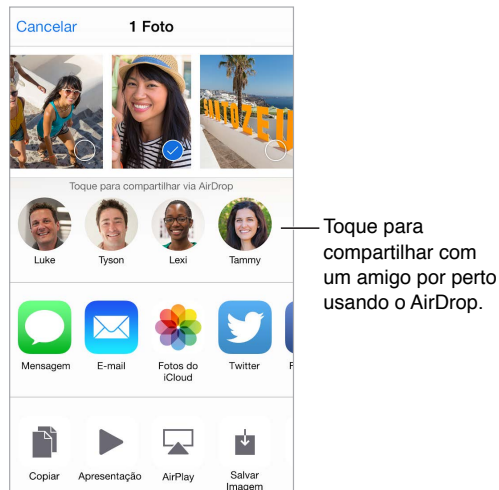 Cancelar
1 Foto
Toque para compartilhar via AirDrop
Luke
Tyson
Lexi
Tammy
Toque para
compartilhar com
um amigo por perto
usando o AirDrop.
Mensagem
E-mail
Fotos do
iCloud
Twitter
F
Copiar
Apresentação
AirPlay
Salvar
Imagem